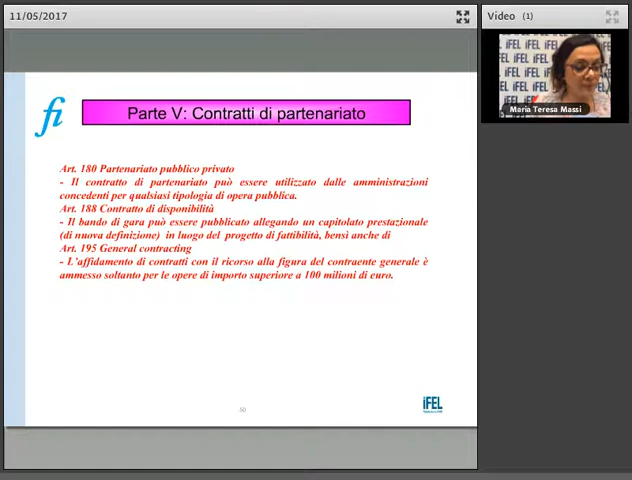 11/05/2017
Video (1)
iFEL
Maria Teresa Massi
fi
Parte V: Contratti di partenariato
Art. 180 Partenariato pubblico privato
- Il contratto di partenariato può essere utilizzato dalle amministrazioni
concedenti per qualsiasi tipologia di opera pubblica.
Art. 188 Contratto di disponibilità
- Il bando di gara può essere pubblicato allegando un capitolato prestazionale
(di nuova definizione) in luogo del progetto di fattibilità, bensì anche di
Art. 195 General contracting
- L'affidamento di contratti con il ricorso alla figura del contraente generale è
ammesso soltanto per le opere di importo superiore a 100 milioni di euro.
50
iFEL